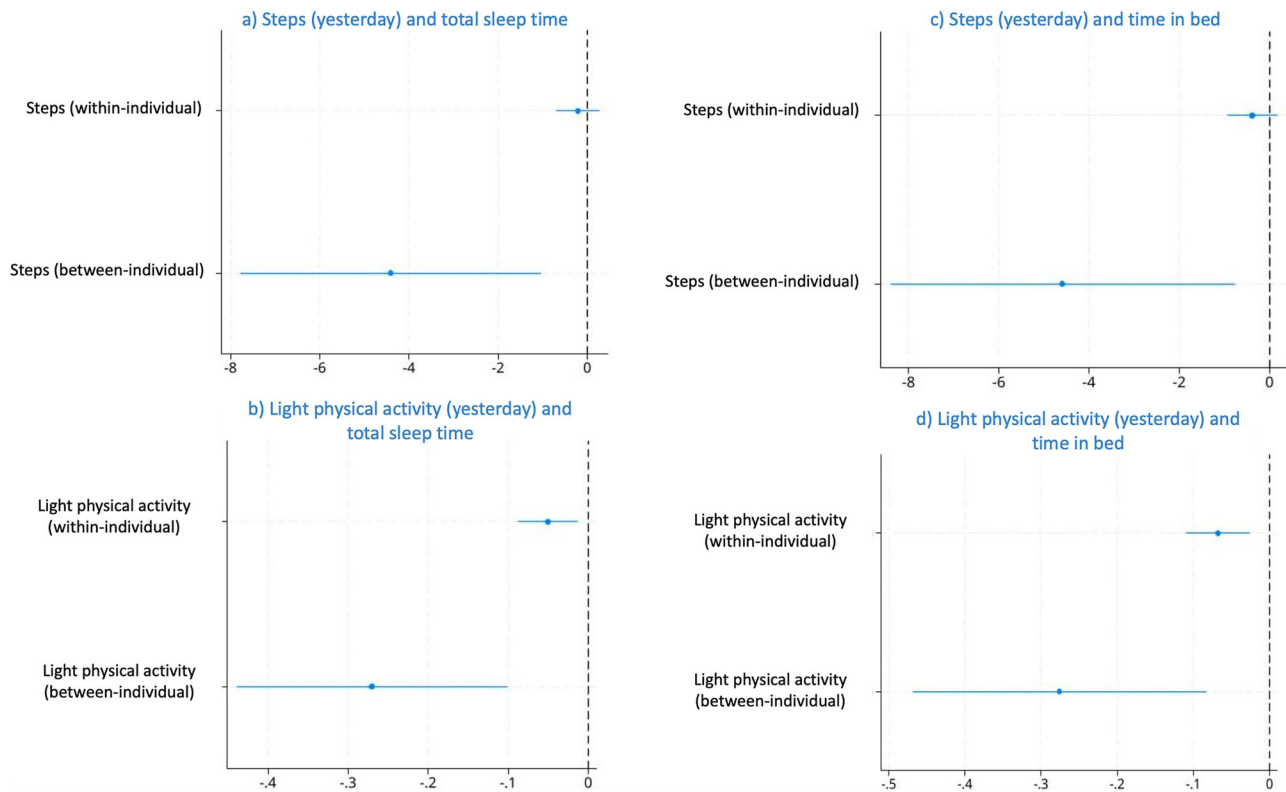 a) Steps (yesterday) and total sleep time
Steps (within-individual)
Steps (between-individual)
-8 -6 -4 -2 0
c) Steps (yesterday) and time in bed
Steps (within-individual)
Steps (between-individual)
-8 -6 -4 -2 0
b) Light physical activity (yesterday) and
total sleep time
Light physical activity
(within-individual)
Light physical activity
(between-individual)
-.4 -.3 -.2 -.1 0
d) Light physical activity (yesterday) and
time in bed
Light physical activity
(within-individual)
Light physical activity
(between-individual)
-.5 -.4 -.3 -.2 -.1 0